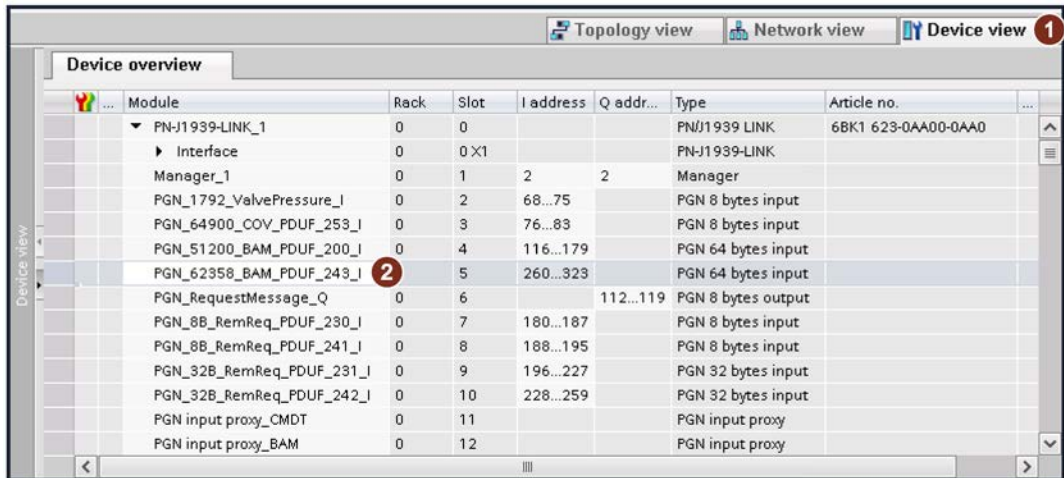 Topology view Network view Device view 1
Device overview
... Module Rack Slot I address Q addr... Type Article no. ...
PN-J1939-LINK_1 0 0 PN/J1939 LINK 6BK1 623-0AA00-0AA0
Interface 0 0 X1 PN-J1939-LINK
Manager_1 0 1 2 2 Manager
PGN_1792_ValvePressure_I 0 2 68...75 PGN 8 bytes input
PGN_64900_COV_PDUF_253_I 0 3 76...83 PGN 8 bytes input
PGN_51200_BAM_PDUF_200_I 0 4 116...179 PGN 64 bytes input
PGN_62358_BAM_PDUF_243_I 2 0 5 260...323 PGN 64 bytes input
PGN_RequestMessage_Q 0 6 112...119 PGN 8 bytes output
PGN_8B_RemReq_PDUF_230_I 0 7 180...187 PGN 8 bytes input
PGN_8B_RemReq_PDUF_241_I 0 8 188...195 PGN 8 bytes input
PGN_32B_RemReq_PDUF_231_I 0 9 196...227 PGN 32 bytes input
PGN_32B_RemReq_PDUF_242_I 0 10 228...259 PGN 32 bytes input
PGN input proxy_CMDT 0 11 PGN input proxy
PGN input proxy_BAM 0 12 PGN input proxy
Device view